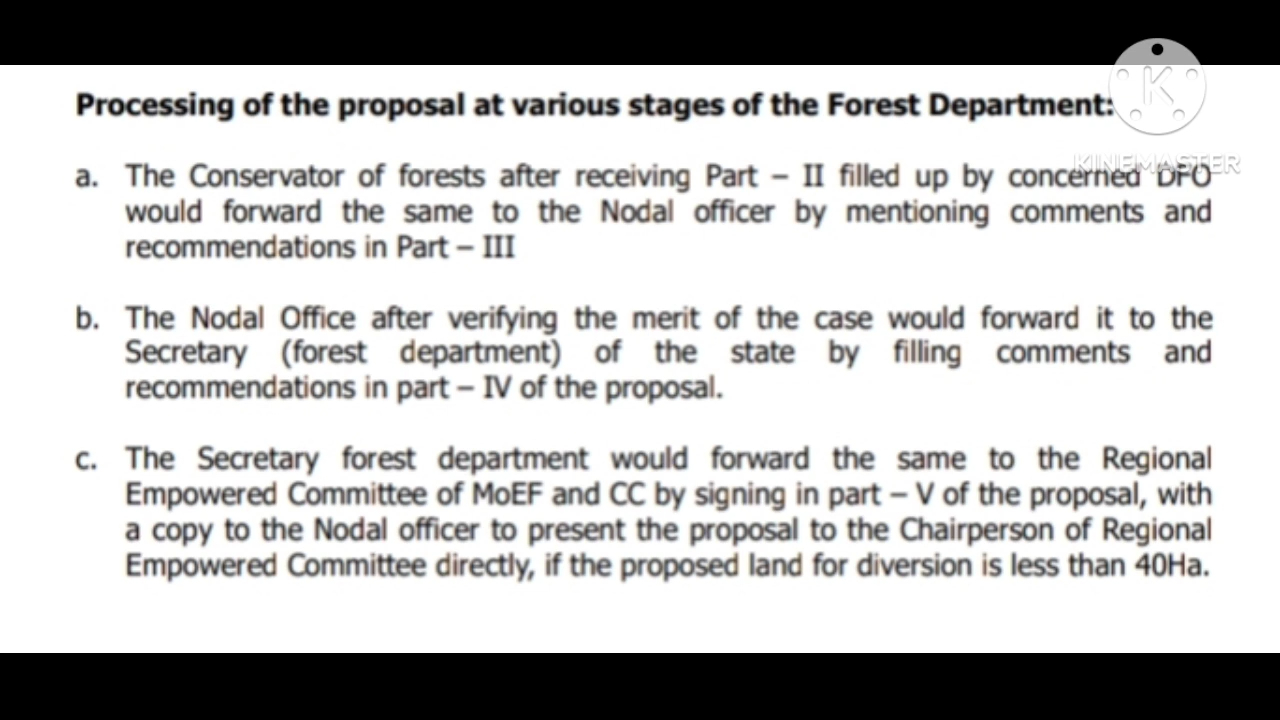 Processing of the proposal at various stages of the Forest Department:
KINEMASTER
a. The Conservator of forests after receiving Part – II filled up by concerned DFO
would forward the same to the Nodal officer by mentioning comments and
recommendations in Part – III
b. The Nodal Office after verifying the merit of the case would forward it to the
Secretary (forest department) of the state by filling comments and
recommendations in part – IV of the proposal.
c. The Secretary forest department would forward the same to the Regional
Empowered Committee of MoEF and CC by signing in part – V of the proposal, with
a copy to the Nodal officer to present the proposal to the Chairperson of Regional
Empowered Committee directly, if the proposed land for diversion is less than 40Ha.